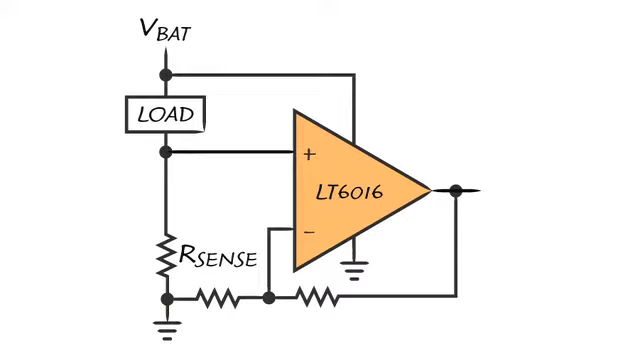 VBAT
LOAD
+
LT6016
−
RSENSE